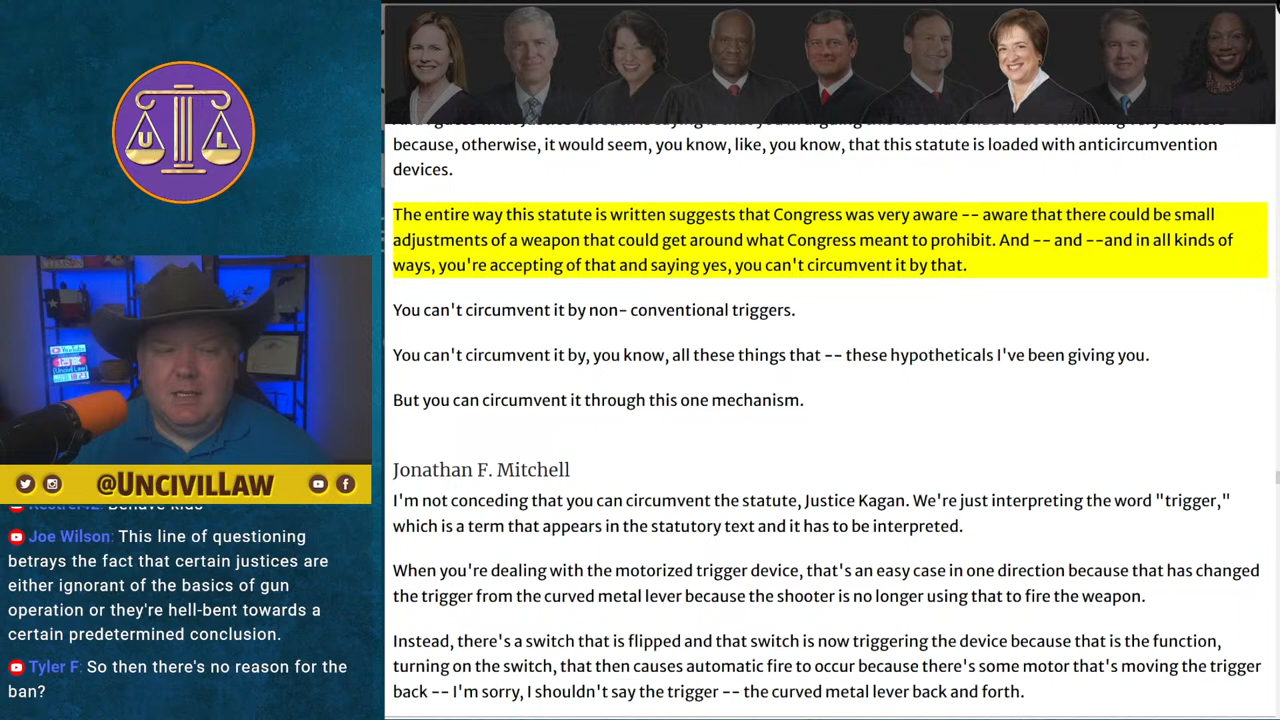 U L
@UNCIVILLAW
Behave kids
Joe Wilson: This line of questioning
betrays the fact that certain justices are
either ignorant of the basics of gun
operation or they're hell-bent towards a
certain predetermined conclusion.
Tyler F: So then there's no reason for the
ban?
because, otherwise, it would seem, you know, like, you know, that this statute is loaded with anticircumvention
devices.
The entire way this statute is written suggests that Congress was very aware -- aware that there could be small
adjustments of a weapon that could get around what Congress meant to prohibit. And -- and --and in all kinds of
ways, you're accepting of that and saying yes, you can't circumvent it by that.
You can't circumvent it by non- conventional triggers.
You can't circumvent it by, you know, all these things that -- these hypotheticals I've been giving you.
But you can circumvent it through this one mechanism.
Jonathan F. Mitchell
I'm not conceding that you can circumvent the statute, Justice Kagan. We're just interpreting the word "trigger,"
which is a term that appears in the statutory text and it has to be interpreted.
When you're dealing with the motorized trigger device, that's an easy case in one direction because that has changed
the trigger from the curved metal lever because the shooter is no longer using that to fire the weapon.
Instead, there's a switch that is flipped and that switch is now triggering the device because that is the function,
turning on the switch, that then causes automatic fire to occur because there's some motor that's moving the trigger
back -- I'm sorry, I shouldn't say the trigger -- the curved metal lever back and forth.